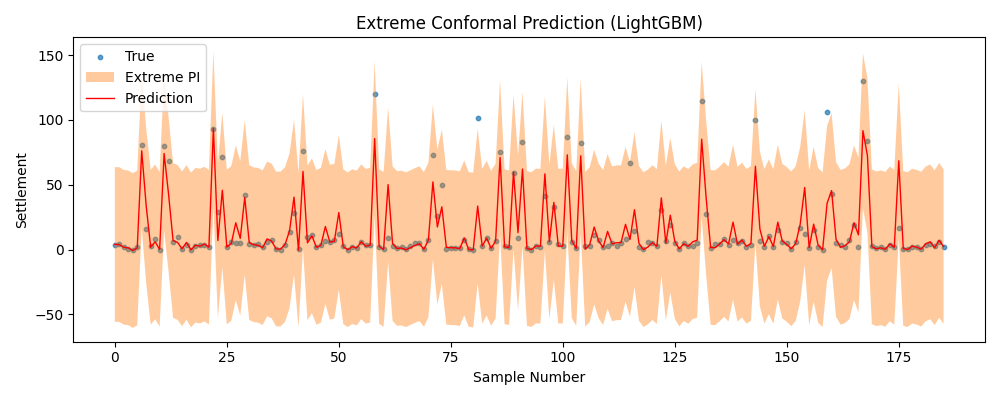 Extreme Conformal Prediction (LightGBM)
True
Extreme PI
Prediction
Settlement
150
100
50
0
−50
0 25 50 75 100 125 150 175
Sample Number